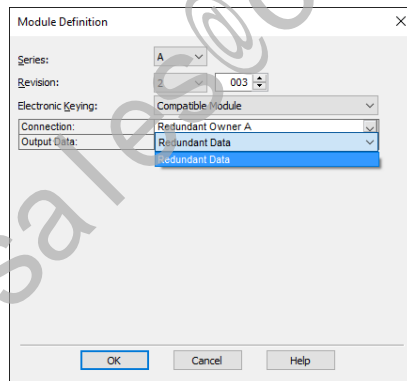 Module Definition
Series: A
Revision: 2 003
Electronic Keying: Compatible Module
Connection: Redundant Owner A
Output Data: Redundant Data
Redundant Data
OK Cancel Help
sales@